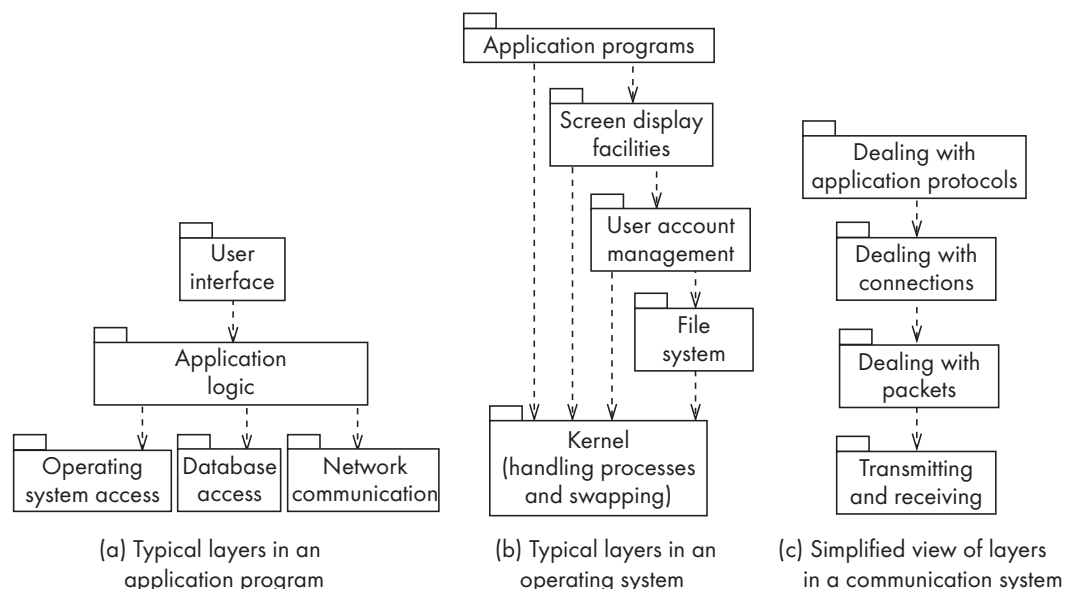 User
interface
Application
logic
Operating
system access
Database
access
Network
communication
(a) Typical layers in an
application program
Application programs
Screen display
facilities
User account
management
File
system
Kernel
(handling processes
and swapping)
(b) Typical layers in an
operating system
Dealing with
application protocols
Dealing with
connections
Dealing with
packets
Transmitting
and receiving
(c) Simplified view of layers
in a communication system